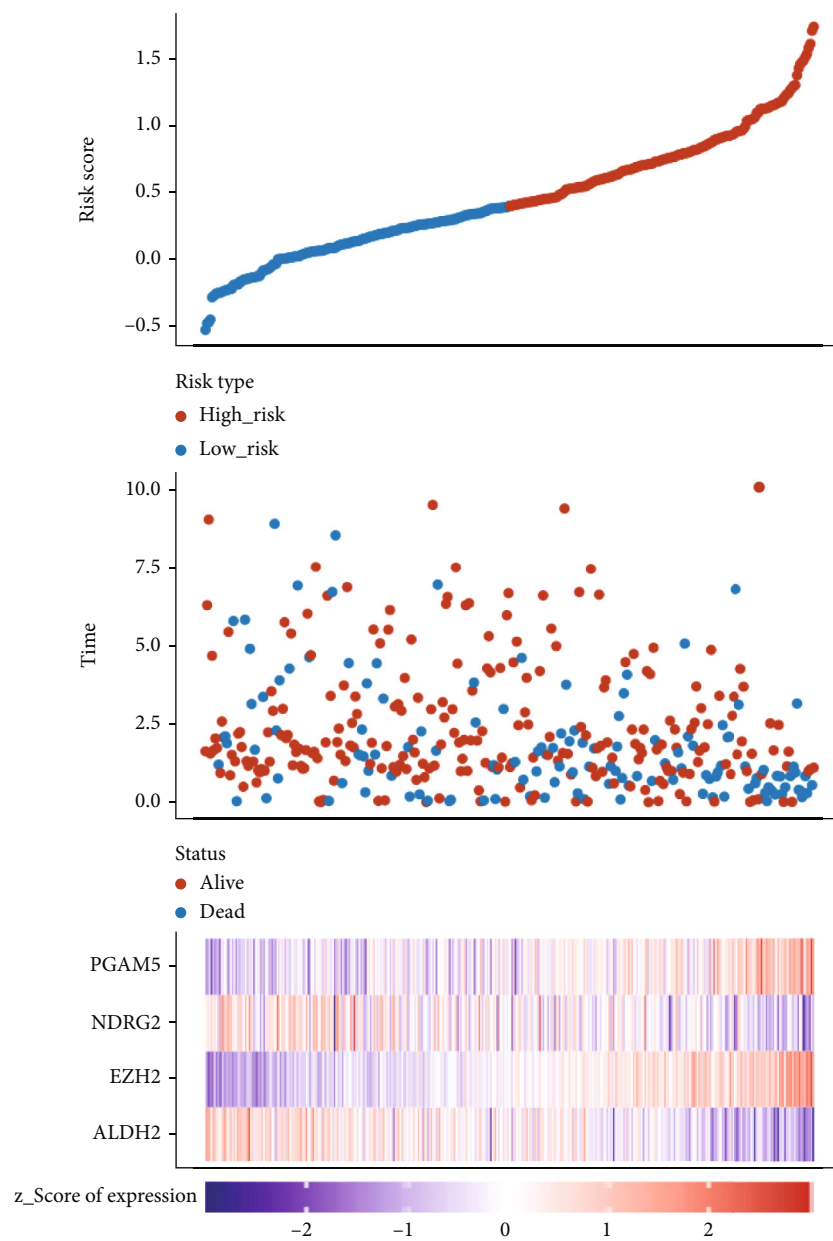 Risk score
1.5
1.0
0.5
0.0
–0.5
Risk type
High_risk
Low_risk
Time
10.0
7.5
5.0
2.5
0.0
Status
Alive
Dead
PGAM5
NDRG2
EZH2
ALDH2
z_Score of expression
–2 –1 0 1 2